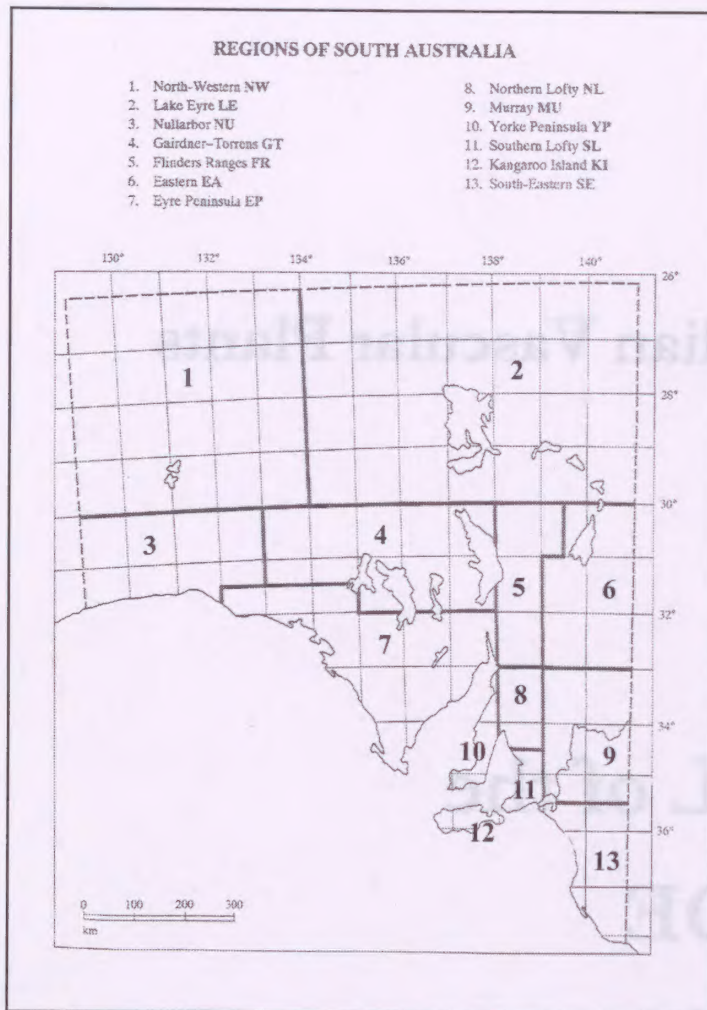 REGIONS OF SOUTH AUSTRALIA
1. North-Western NW
2. Lake Eyre LE
3. Nullarbor NU
4. Gairdner–Torrens GT
5. Flinders Ranges FR
6. Eastern EA
7. Eyre Peninsula EP
8. Northern Lofty NL
9. Murray MU
10. Yorke Peninsula YP
11. Southern Lofty SL
12. Kangaroo Island KI
13. South-Eastern SE
130° 132° 134° 136° 138° 140°
26°
1 2
28°
30°
3 4 5 6
32°
7
8
34°
10 9
11
12 36°
13
0 100 200 300
km